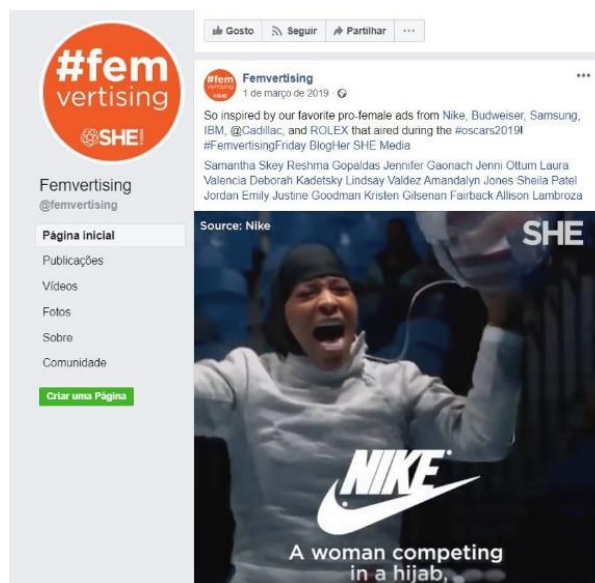 #fem
vertising
SHE
Femvertising
@femvertising
Página inicial
Publicações
Vídeos
Fotos
Sobre
Comunidade
Criar uma Página
Gosto Seguir Partilhar ...
Femvertising
1 de março de 2019 ·
So inspired by our favorite pro-female ads from Nike, Budweiser, Samsung,
IBM, @Cadillac, and ROLEX that aired during the #oscars2019!
#FemvertisingFriday BlogHer SHE Media
Samantha Skey Reshma Gopaldas Jennifer Gaonach Jenni Ottum Laura
Valencia Deborah Kadetsky Lindsay Valdez Amandalyn Jones Sheila Patel
Jordan Emily Justine Goodman Kristen Gilsenan Fairback Allison Lambroza
Source: Nike
SHE
NIKE
A woman competing
in a hijab,